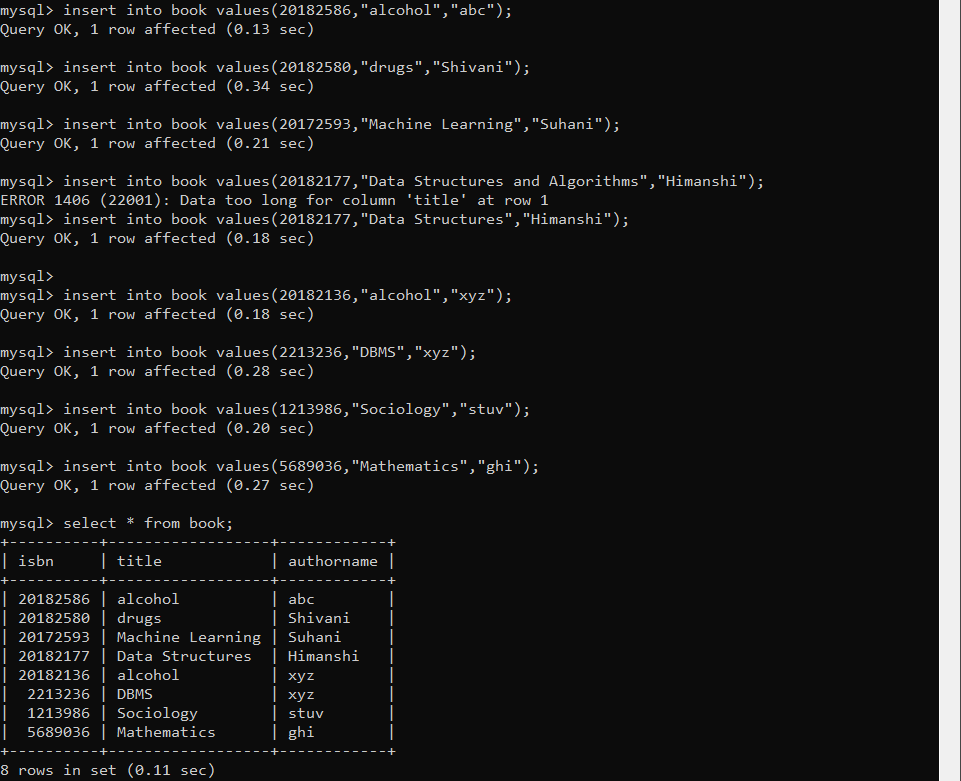 mysql> insert into book values(20182586,"alcohol","abc");
Query OK, 1 row affected (0.13 sec)
mysql> insert into book values(20182580,"drugs","Shivani");
Query OK, 1 row affected (0.34 sec)
mysql> insert into book values(20172593,"Machine Learning","Suhani");
Query OK, 1 row affected (0.21 sec)
mysql> insert into book values(20182177,"Data Structures and Algorithms","Himanshi");
ERROR 1406 (22001): Data too long for column 'title' at row 1
mysql> insert into book values(20182177,"Data Structures","Himanshi");
Query OK, 1 row affected (0.18 sec)
mysql>
mysql> insert into book values(20182136,"alcohol","xyz");
Query OK, 1 row affected (0.18 sec)
mysql> insert into book values(2213236,"DBMS","xyz");
Query OK, 1 row affected (0.28 sec)
mysql> insert into book values(1213986,"Sociology","stuv");
Query OK, 1 row affected (0.20 sec)
mysql> insert into book values(5689036,"Mathematics","ghi");
Query OK, 1 row affected (0.27 sec)
mysql> select * from book;
+----------+------------------+------------+
| isbn     | title            | authorname |
+----------+------------------+------------+
| 20182586 | alcohol          | abc        |
| 20182580 | drugs            | Shivani    |
| 20172593 | Machine Learning | Suhani     |
| 20182177 | Data Structures  | Himanshi   |
| 20182136 | alcohol          | xyz        |
|  2213236 | DBMS             | xyz        |
|  1213986 | Sociology        | stuv       |
|  5689036 | Mathematics      | ghi        |
+----------+------------------+------------+
8 rows in set (0.11 sec)